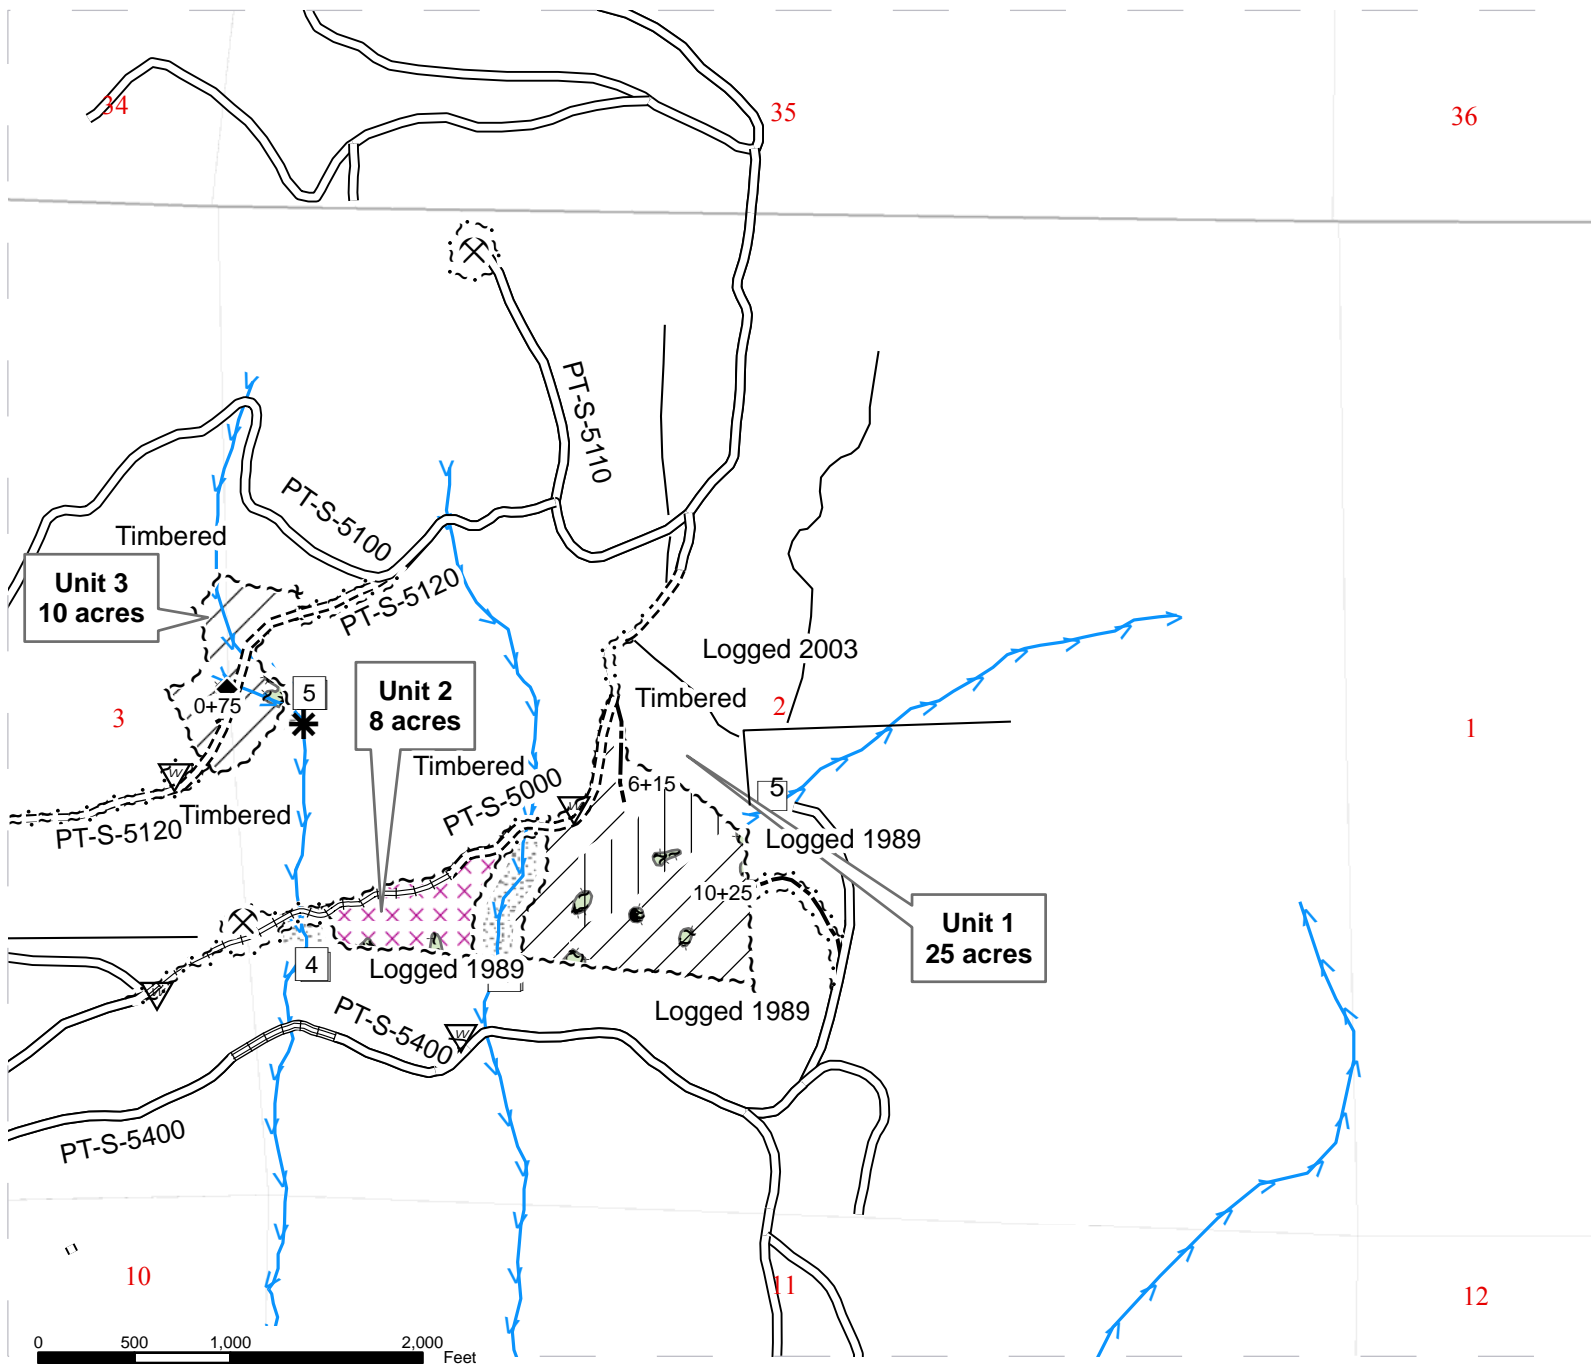 34
35
36
PT-S-5110
PT-S-5100
Timbered
Unit 3
10 acres
PT-S-5120
Logged 2003
Timbered
2
Unit 2
8 acres
5
0+75
3
1
Timbered
W
PT-S-5000
6+15
5
W
Timbered
PT-S-5120
Logged 1989
10+25
Unit 1
25 acres
4
Logged 1989
W
Logged 1989
PT-S-5400
W
PT-S-5400
10
11
12
0
500
1,000
2,000
Feet